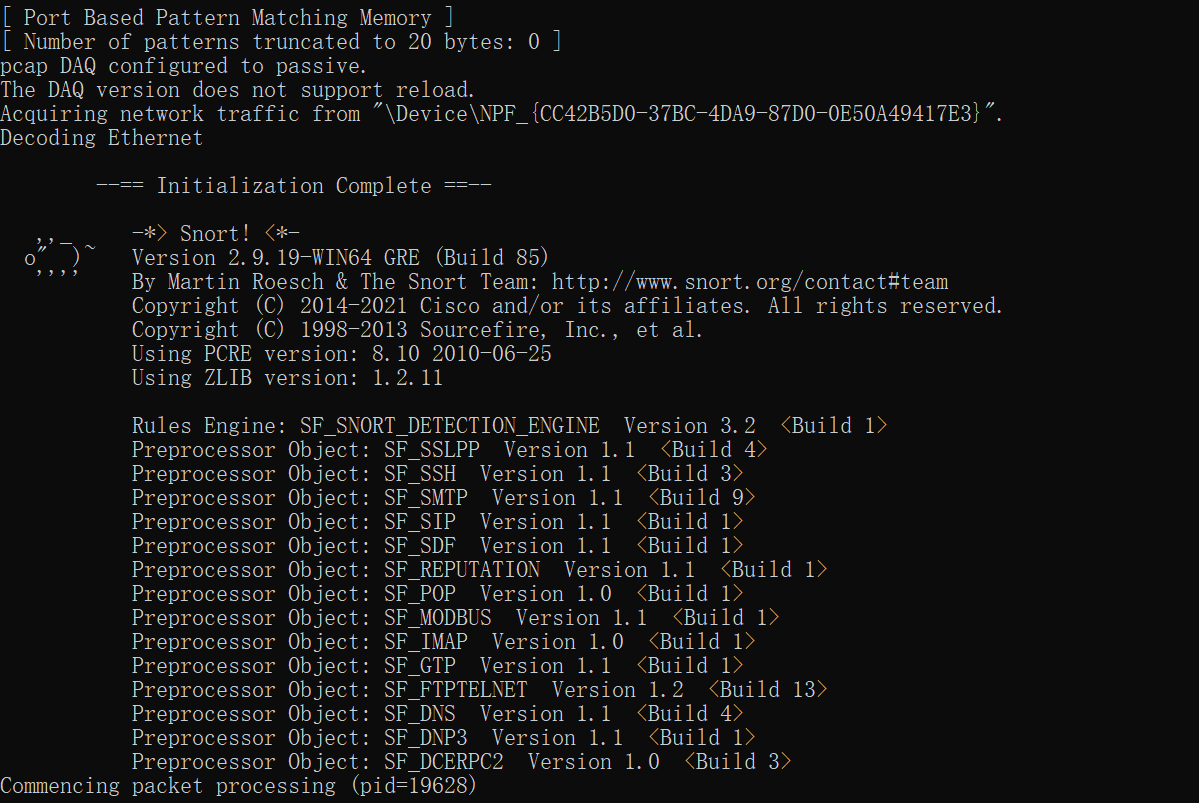 [ Port Based Pattern Matching Memory ]
[ Number of patterns truncated to 20 bytes: 0 ]
pcap DAQ configured to passive.
The DAQ version does not support reload.
Acquiring network traffic from "\Device\NPF_{CC42B5D0-37BC-4DA9-87D0-0E50A49417E3}".
Decoding Ethernet
--== Initialization Complete ==--
,,_ -*> Snort! <*-
o" )~ Version 2.9.19-WIN64 GRE (Build 85)
'''' By Martin Roesch & The Snort Team: http://www.snort.org/contact#team
Copyright (C) 2014-2021 Cisco and/or its affiliates. All rights reserved.
Copyright (C) 1998-2013 Sourcefire, Inc., et al.
Using PCRE version: 8.10 2010-06-25
Using ZLIB version: 1.2.11
Rules Engine: SF_SNORT_DETECTION_ENGINE Version 3.2 <Build 1>
Preprocessor Object: SF_SSLPP Version 1.1 <Build 4>
Preprocessor Object: SF_SSH Version 1.1 <Build 3>
Preprocessor Object: SF_SMTP Version 1.1 <Build 9>
Preprocessor Object: SF_SIP Version 1.1 <Build 1>
Preprocessor Object: SF_SDF Version 1.1 <Build 1>
Preprocessor Object: SF_REPUTATION Version 1.1 <Build 1>
Preprocessor Object: SF_POP Version 1.0 <Build 1>
Preprocessor Object: SF_MODBUS Version 1.1 <Build 1>
Preprocessor Object: SF_IMAP Version 1.0 <Build 1>
Preprocessor Object: SF_GTP Version 1.1 <Build 1>
Preprocessor Object: SF_FTPTELNET Version 1.2 <Build 13>
Preprocessor Object: SF_DNS Version 1.1 <Build 4>
Preprocessor Object: SF_DNP3 Version 1.1 <Build 1>
Preprocessor Object: SF_DCERPC2 Version 1.0 <Build 3>
Commencing packet processing (pid=19628)